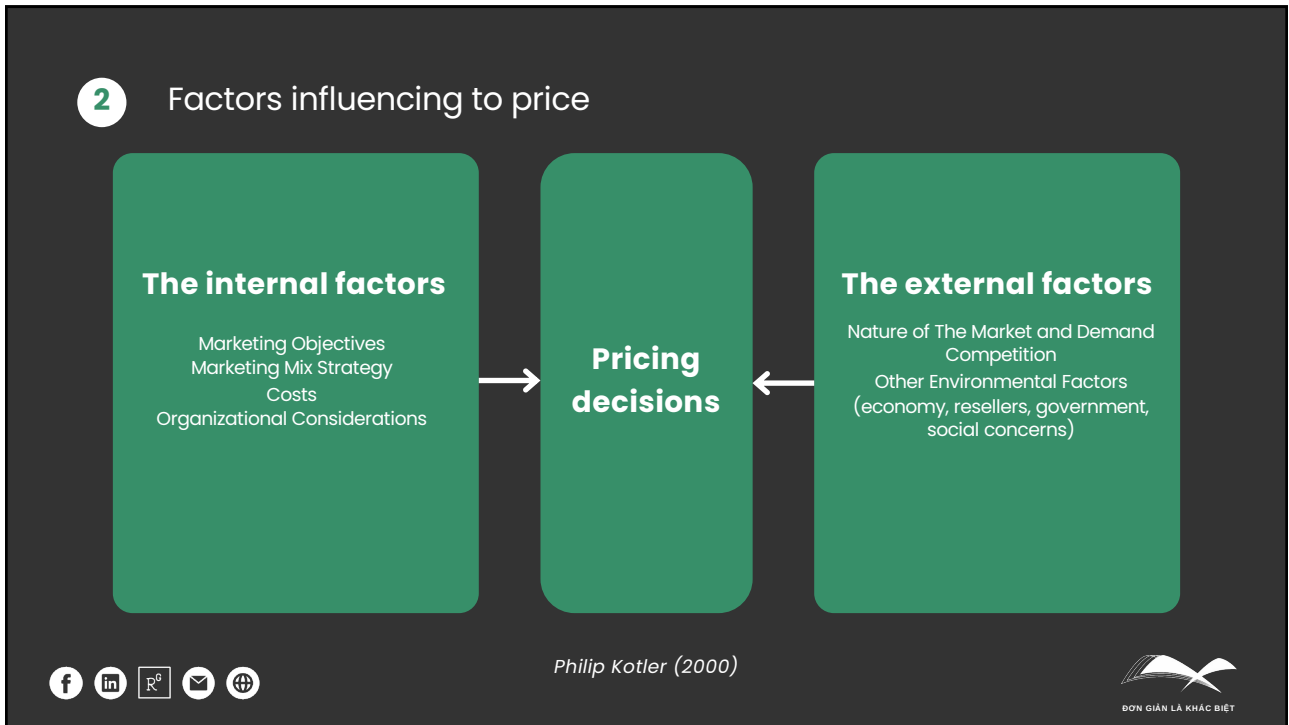 2
Factors influencing to price
The internal factors
Marketing Objectives
Marketing Mix Strategy
Costs
Organizational Considerations
Pricing
decisions
The external factors
Nature of The Market and Demand
Competition
Other Environmental Factors
(economy, resellers, government,
social concerns)
Philip Kotler (2000)
f
in
RG
ĐƠN GIẢN LÀ KHÁC BIỆT